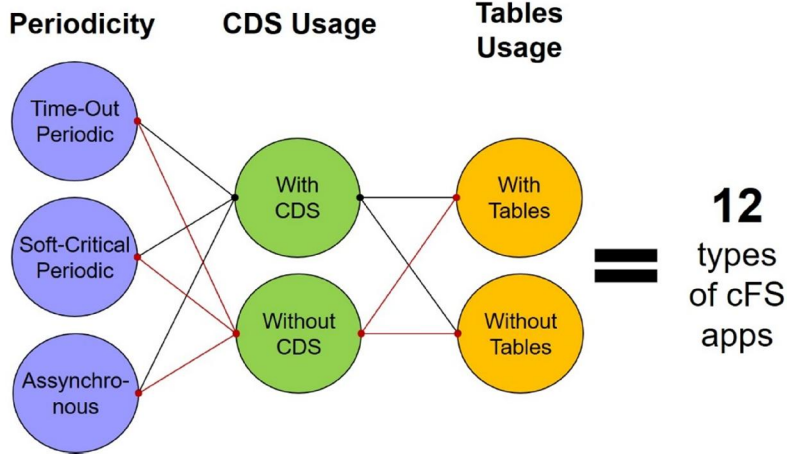 Periodicity
CDS Usage
Tables
Usage
Time-Out
Periodic
Soft-Critical
Periodic
Assynchro-
nous
With
CDS
Without
CDS
With
Tables
Without
Tables
12
types
of cFS
apps